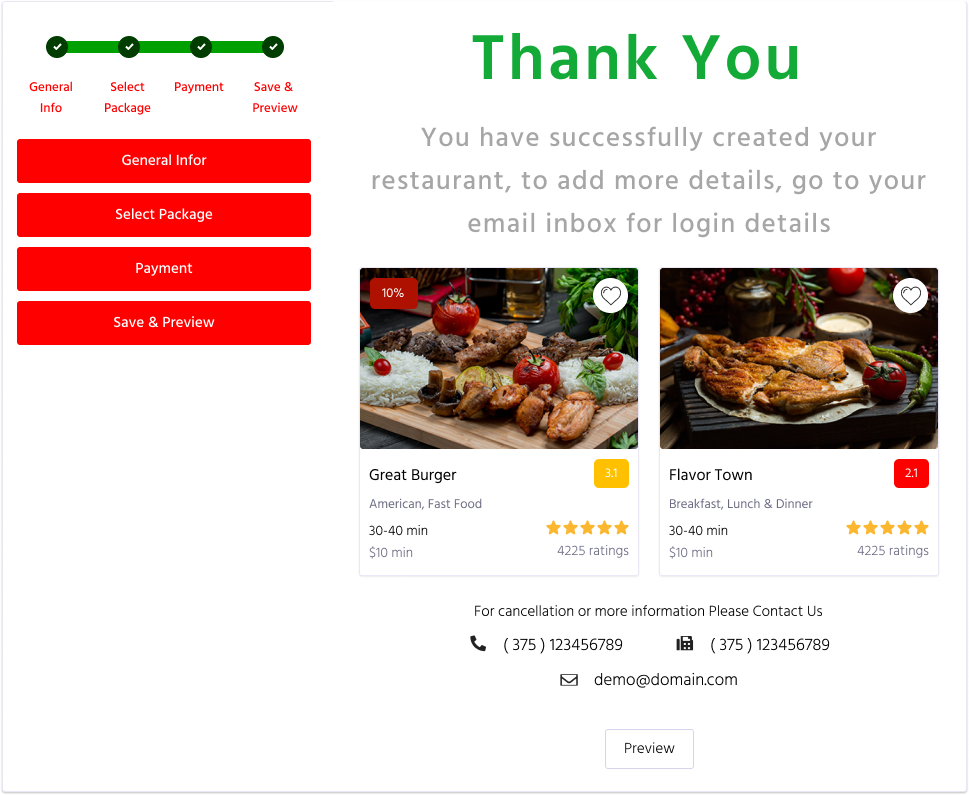 General
Info
Select
Package
Payment
Save &
Preview
General Infor
Select Package
Payment
Save & Preview
Thank You
You have successfully created your
restaurant, to add more details, go to your
email inbox for login details
10%
Great Burger
3.1
American, Fast Food
30-40 min
$10 min
4225 ratings
Flavor Town
2.1
Breakfast, Lunch & Dinner
30-40 min
$10 min
4225 ratings
For cancellation or more information Please Contact Us
( 375 ) 123456789
( 375 ) 123456789
demo@domain.com
Preview